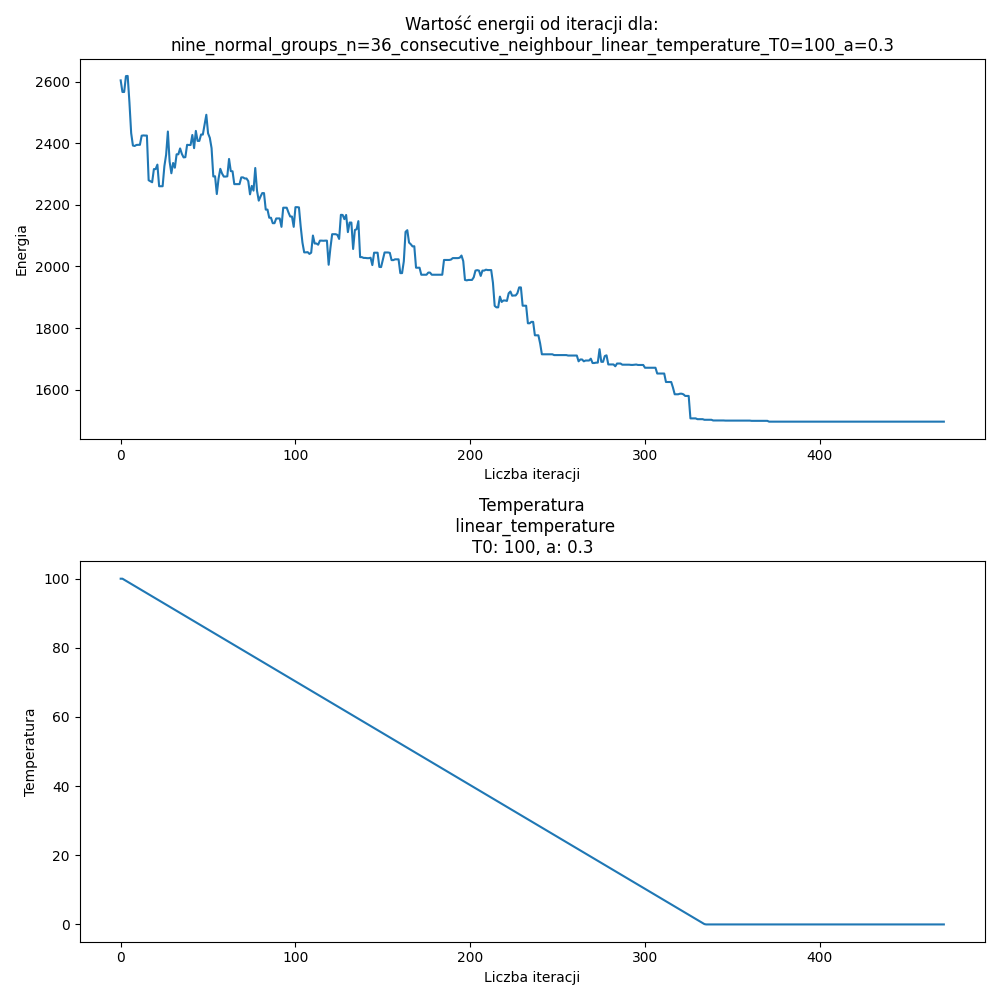 Wartość energii od iteracji dla:
nine_normal_groups_n=36_consecutive_neighbour_linear_temperature_T0=100_a=0.3
2600
2400
2200
2000
1800
1600
Energia
0 100 200 300 400
Liczba iteracji
Temperatura
linear_temperature
T0: 100, a: 0.3
100
80
60
40
20
0
Temperatura
0 100 200 300 400
Liczba iteracji